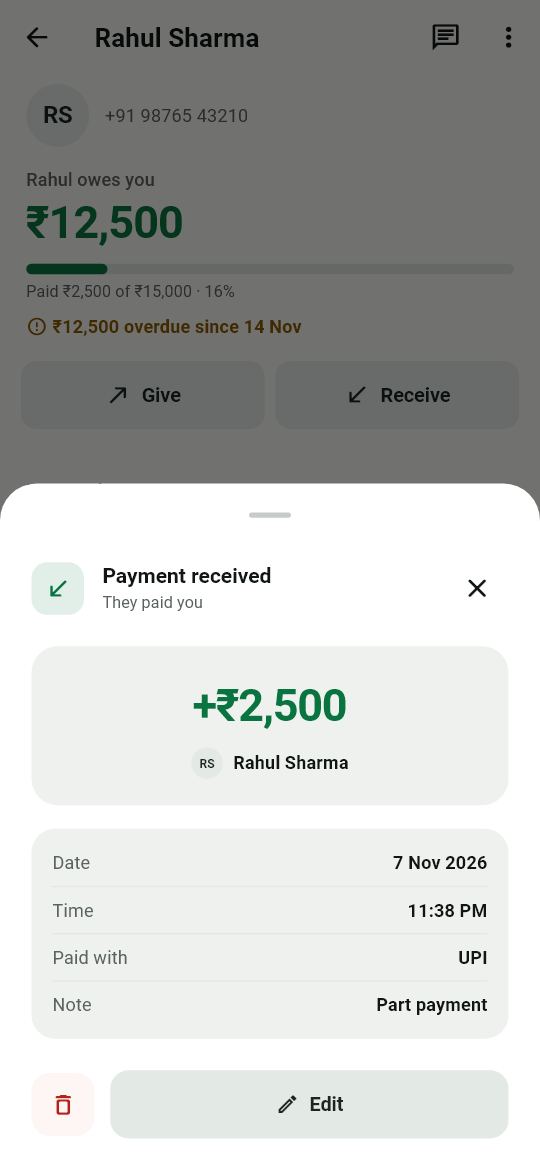 Rahul Sharma
RS
+91 98765 43210
Rahul owes you
₹12,500
Paid ₹2,500 of ₹15,000 · 16%
₹12,500 overdue since 14 Nov
Give
Receive
Payment received
They paid you
+₹2,500
RS
Rahul Sharma
Date
7 Nov 2026
Time
11:38 PM
Paid with
UPI
Note
Part payment
Edit